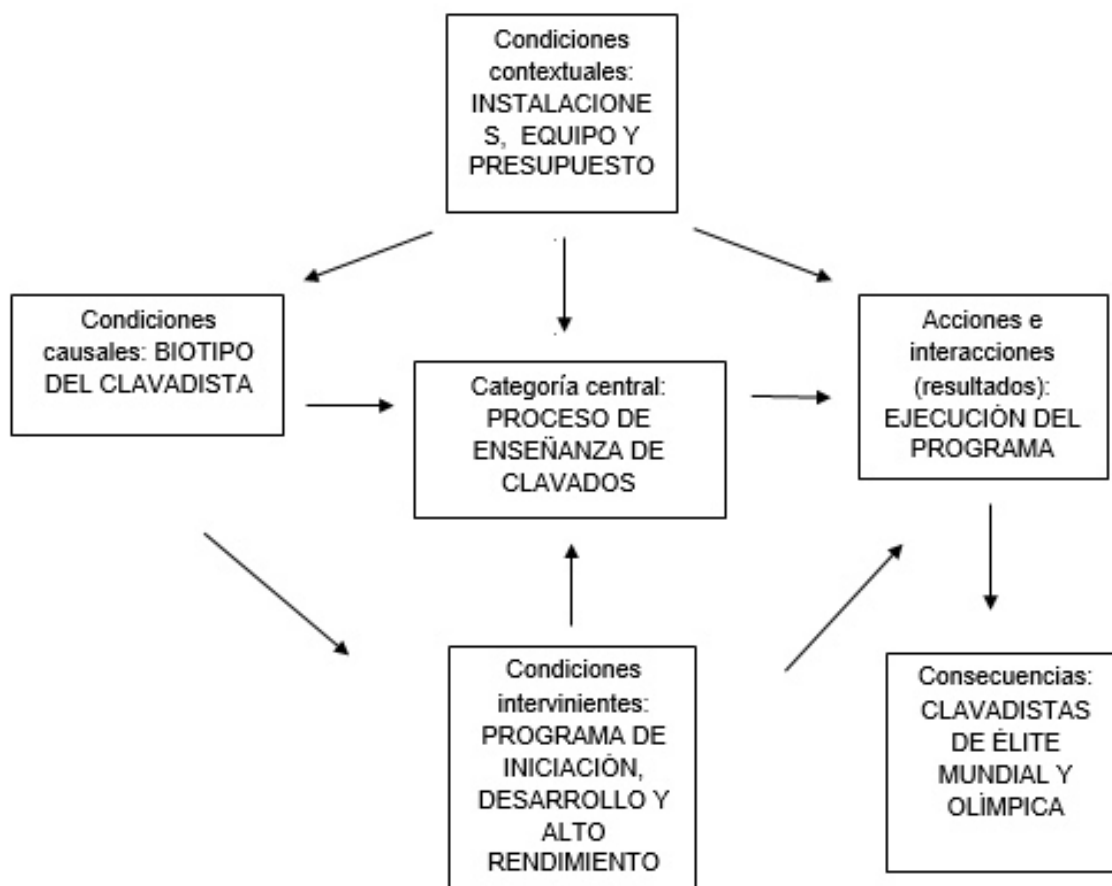 Condiciones
contextuales:
INSTALACIONE
S, EQUIPO Y
PRESUPUESTO
Condiciones
causales: BIOTIPO
DEL CLAVADISTA
Categoría central:
PROCESO DE
ENSEÑANZA DE
CLAVADOS
Acciones e
interacciones
(resultados):
EJECUCIÓN DEL
PROGRAMA
Condiciones
intervinientes:
PROGRAMA DE
INICIACIÓN,
DESARROLLO Y
ALTO
RENDIMIENTO
Consecuencias:
CLAVADISTAS
DE ÉLITE
MUNDIAL Y
OLÍMPICA